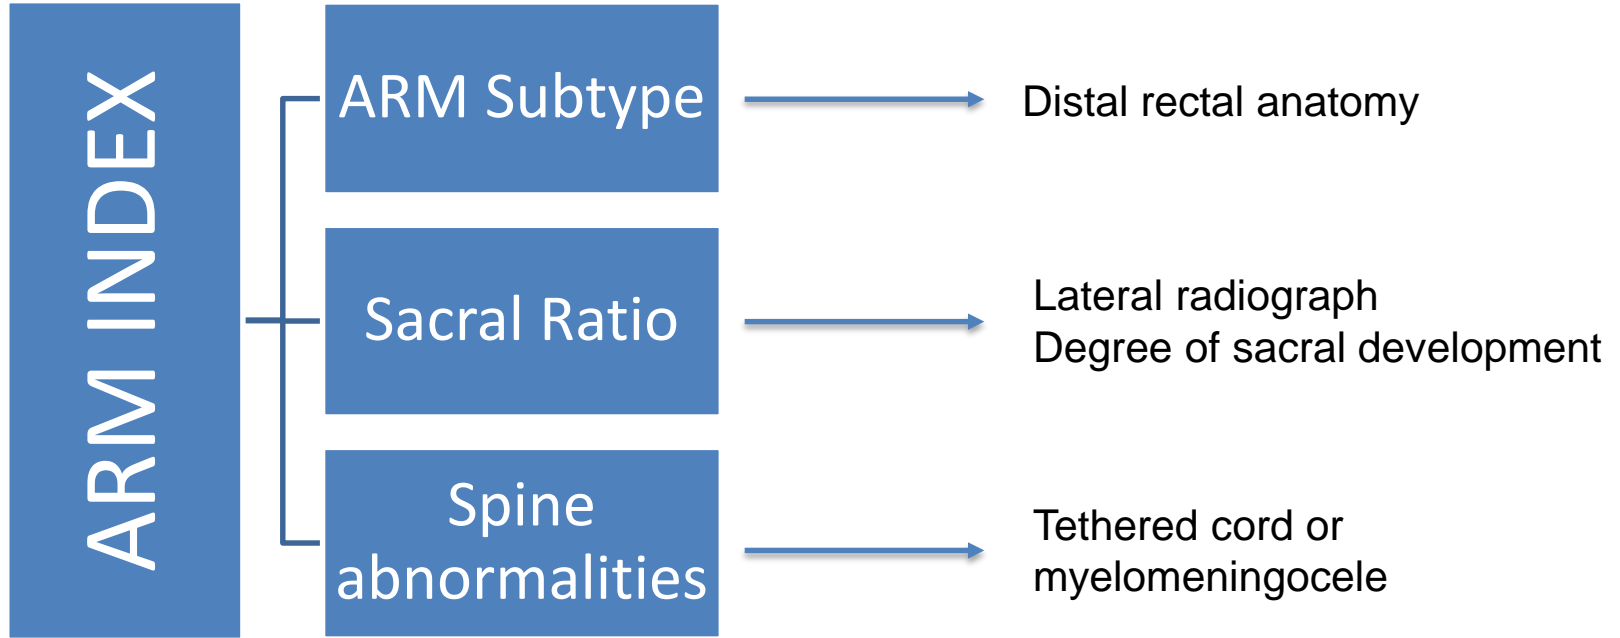 ARM INDEX
ARM Subtype
Distal rectal anatomy
Sacral Ratio
Lateral radiograph
Degree of sacral development
Spine
abnormalities
Tethered cord or
myelomeningocele